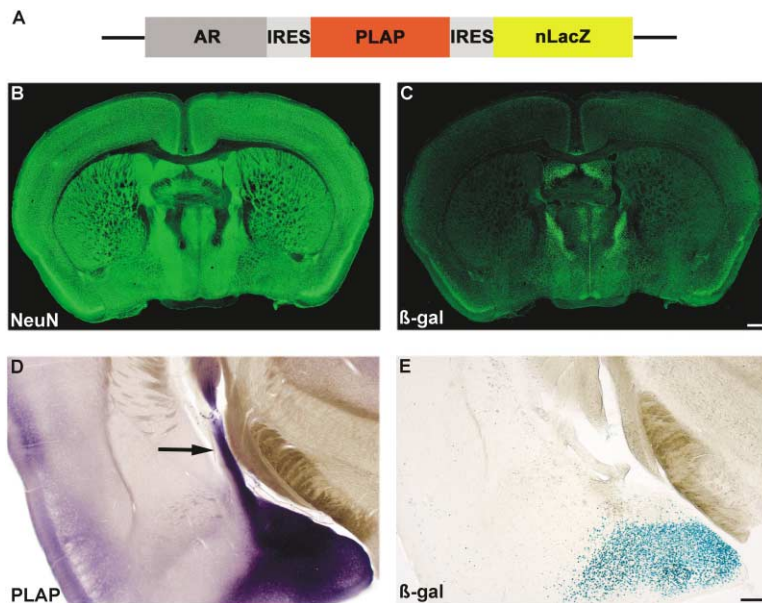 A
AR IRES PLAP IRES nLacZ
B
NeuN
C
ß-gal
D
PLAP
E
ß-gal